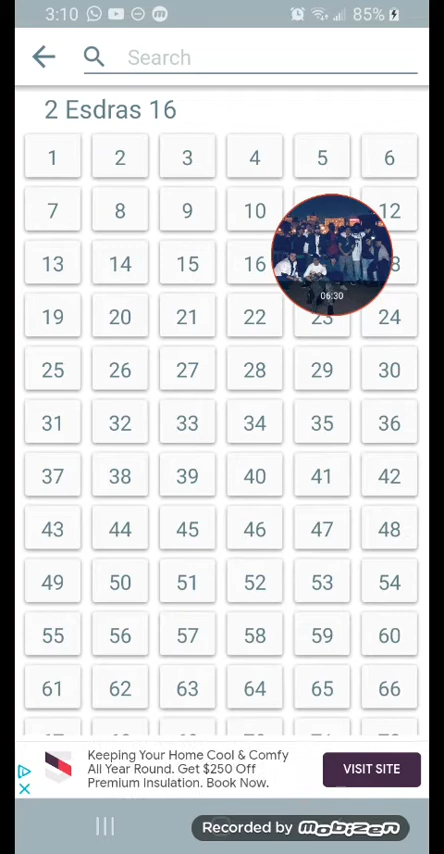 3:10 85%
Search
2 Esdras 16
1 2 3 4 5 6
7 8 9 10 12
13 14 15 16
19 20 21 22 23 24
06:30
25 26 27 28 29 30
31 32 33 34 35 36
37 38 39 40 41 42
43 44 45 46 47 48
49 50 51 52 53 54
55 56 57 58 59 60
61 62 63 64 65 66
Keeping Your Home Cool & Comfy
All Year Round. Get $250 Off
Premium Insulation. Book Now.
VISIT SITE
Recorded by Mobizen